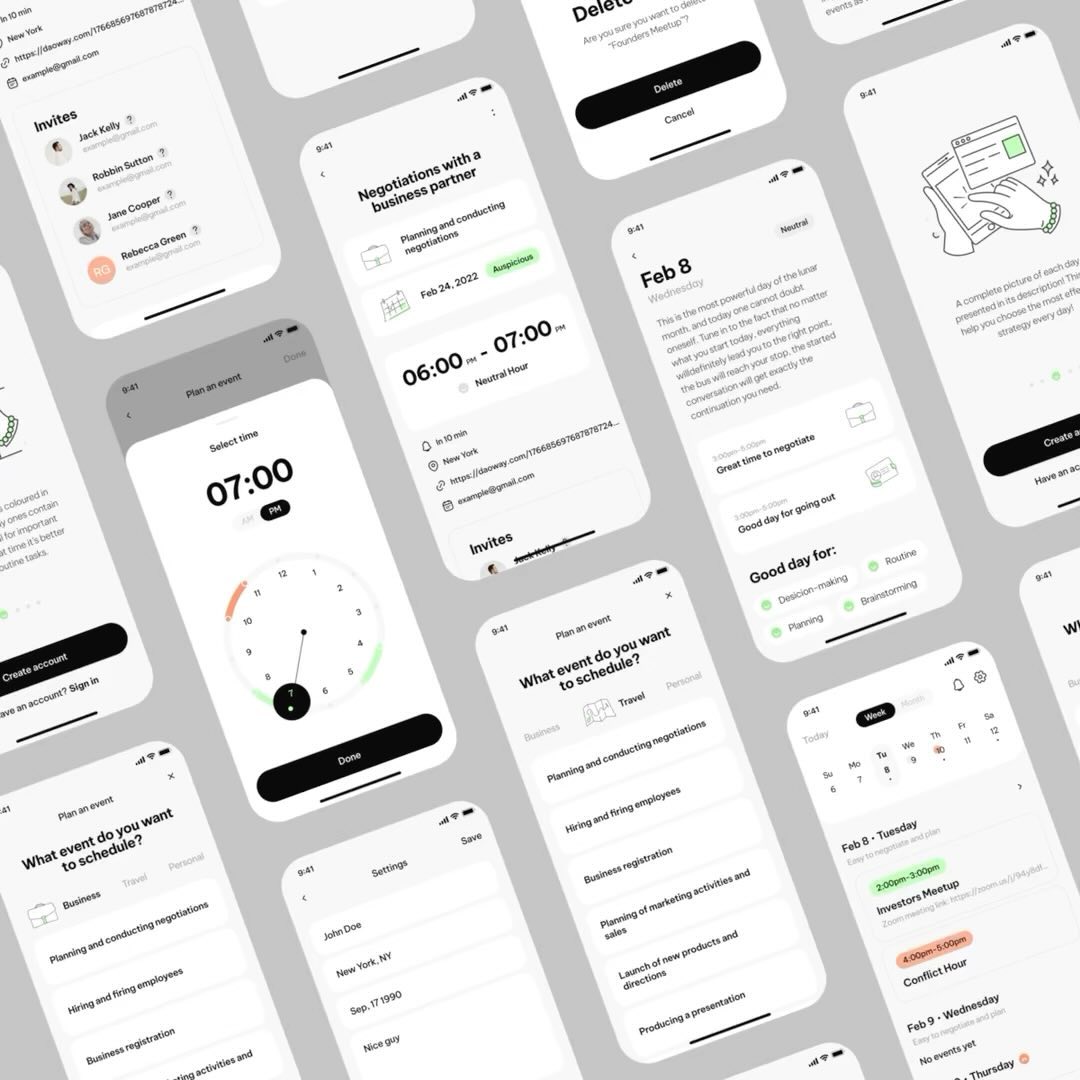 In 10 min
New York
https://daoway.com/176685697687878724...
example@gmail.com
Invites
Jack Kelly ?
example@gmail.com
Robbin Sutton ?
example@gmail.com
Jane Cooper ?
example@gmail.com
RG
Rebecca Green ?
example@gmail.com
s coloured in
y ones contain
l for important
at time it's better
outine tasks.
Create account
ave an account? Sign in
:41
Plan an event
What event do you want
to schedule?
Business
Travel
Personal
Planning and conducting negotiations
Hiring and firing employees
Business registration
ting activities and
9:41
Plan an event
Done
Select time
07:00
AM
PM
12
1
2
3
4
5
6
7
8
9
10
11
Done
9:41
Settings
Save
John Doe
New York, NY
Sep, 17 1990
Nice guy
9:41
Negotiations with a
business partner
Planning and conducting
negotiations
Feb 24, 2022
Auspicious
06:00 PM - 07:00 PM
Neutral Hour
In 10 min
New York
https://daoway.com/176685697687878724...
example@gmail.com
Invites
Jack Kelly
9:41
Plan an event
What event do you want
to schedule?
Business
Travel
Personal
Planning and conducting negotiations
Hiring and firing employees
Business registration
Planning of marketing activities and
sales
Launch of new products and
directions
Producing a presentation
Delete
Are you sure you want to delete
"Founders Meetup"?
Delete
Cancel
9:41
Neutral
Feb 8
Wednesday
This is the most powerful day of the lunar
month, and today one cannot doubt
oneself. Tune in to the fact that no matter
what you start today, everything
willdefinitely lead you to the right point,
the bus will reach your stop, the started
conversation will get exactly the
continuation you need.
3:00pm-5:00pm
Great time to negotiate
3:00pm-5:00pm
Good day for going out
Good day for:
Desicion-making
Routine
Planning
Brainstorming
9:41
Week
Month
Today
Su
Mo
Tu
We
Th
Fr
Sa
6
7
8
9
10
11
12
Feb 8 • Tuesday
Easy to negotiate and plan
2:00pm-3:00pm
Investors Meetup
Zoom meeting link: https://zoom.us/j/94y8df...
4:00pm-5:00pm
Conflict Hour
Feb 9 • Wednesday
Easy to negotiate and plan
No events yet
• Thursday
events as
9:41
A complete picture of each day
presented in its description! This
help you choose the most effe
strategy every day!
Create a
Have an acc
9:41
Wh
Bu